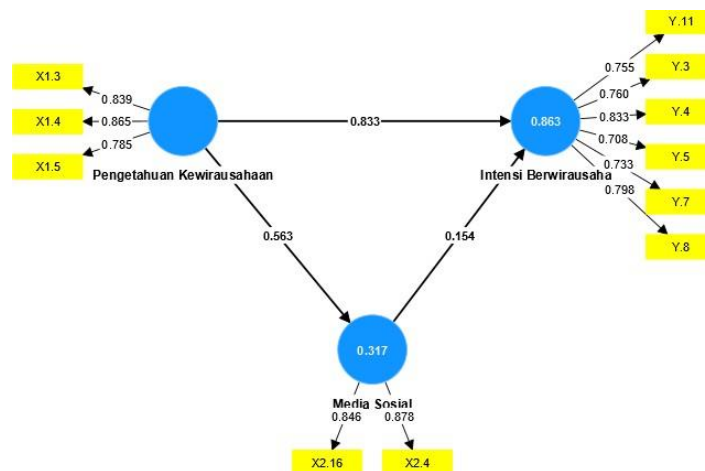 Y.11
X1.3
0.755
Y.3
0.839
0.760
X1.4
0.865
0.833
0.863
0.833
Y.4
0.785
0.708
X1.5
Y.5
0.733
Pengetahuan Kewirausahaan
Intensi Berwirausaha
Y.7
0.798
0.563
0.154
Y.8
0.317
Media Sosial
0.846
0.878
X2.16
X2.4